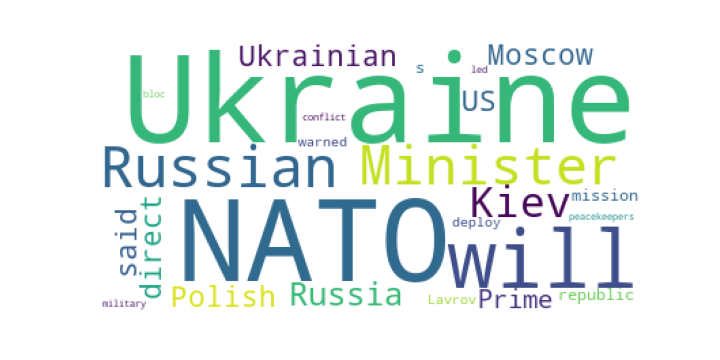 Ukrainian
Moscow
s
led
Ukraine
bloc
US
conflict
warned
Russian
Minister
Kiev
mission
said
direct
NATO
peacekeepers
deploy
will
Polish
Russia
Lavrov
Prime
republic
military